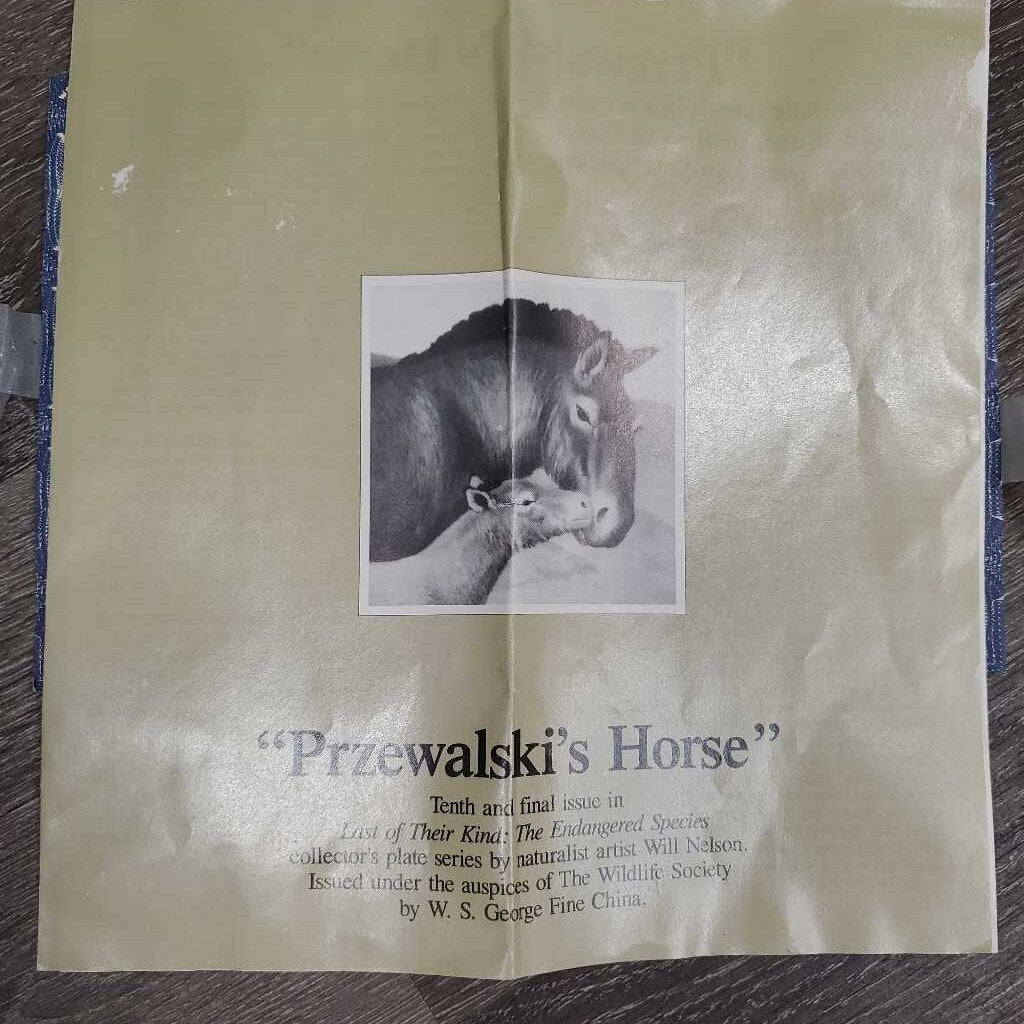 “Przewalski’s Horse”
Tenth and final issue in
Last of Their Kind: The Endangered Species
collector's plate series by naturalist artist Will Nelson.
Issued under the auspices of The Wildlife Society
by W. S. George Fine China.